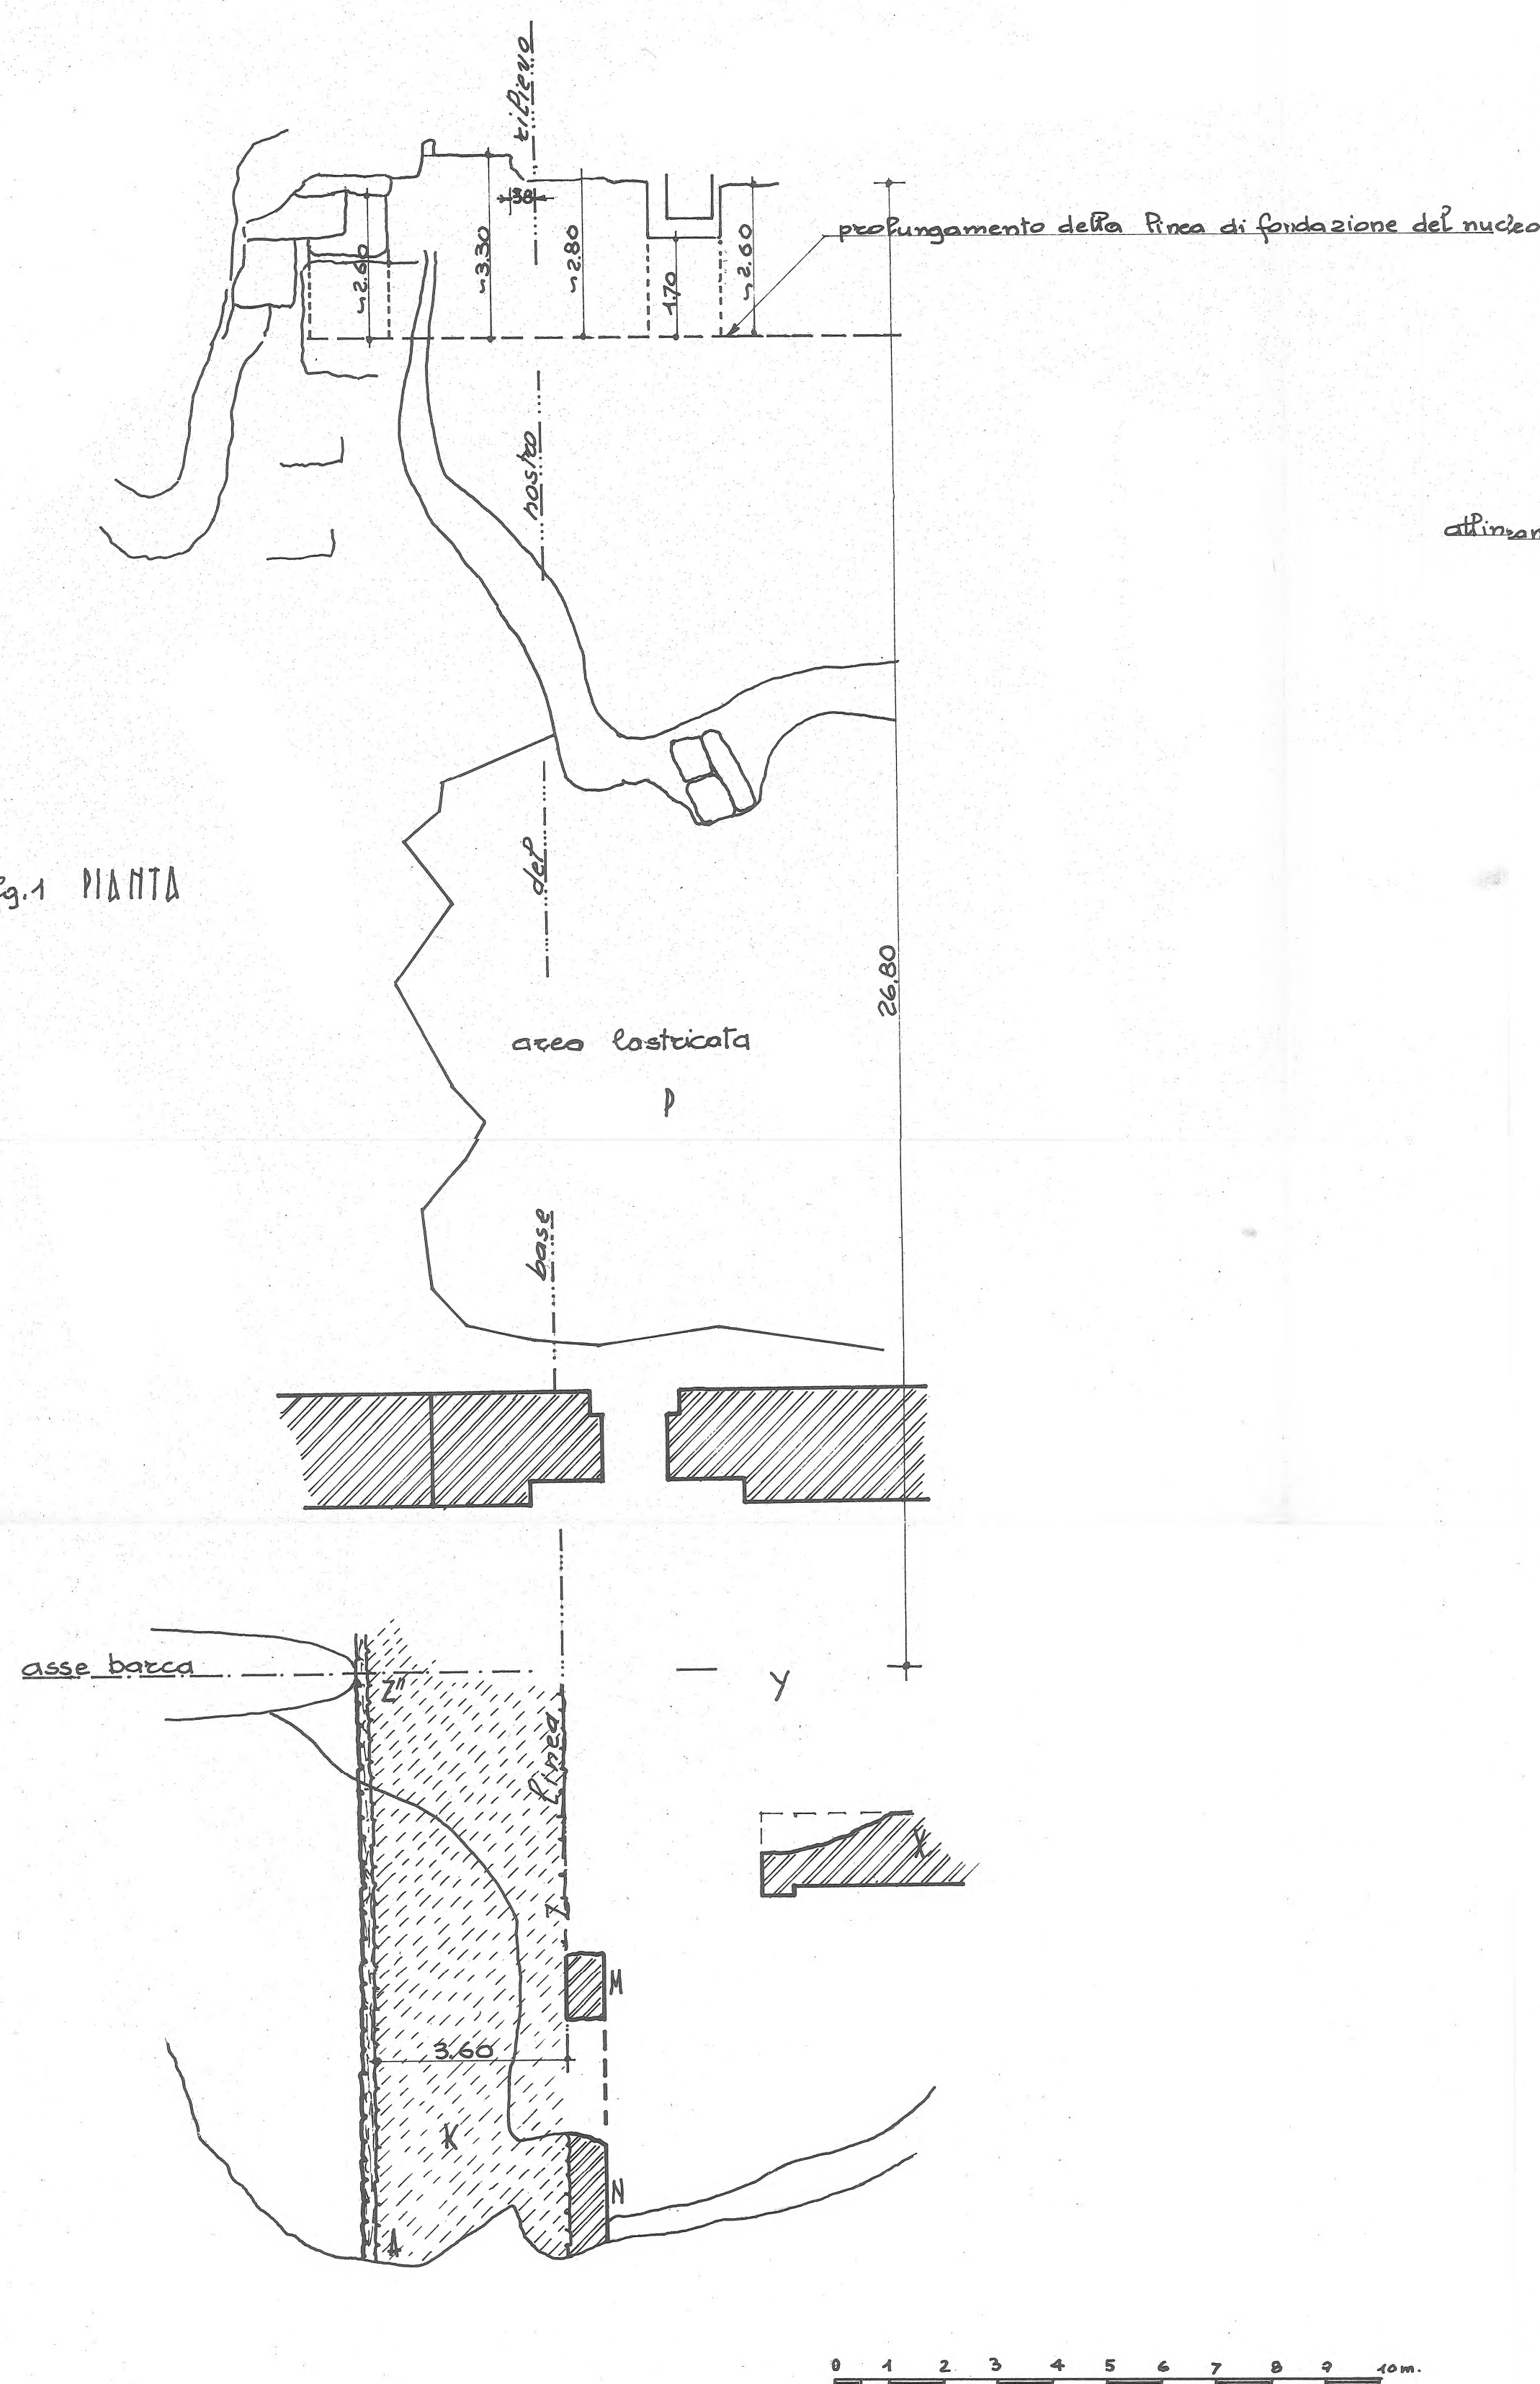 rilievo
38
~2.60
~3.30
~2.80
1.70
~2.60
prolungamento della linea di fondazione del nucleo
nostro
del
g.1 PIANTA
26.80
area lastricata
P
base
asse barca
Z"
Y
linea
X
Z
M
3.60
K
N
A
0 1 2 3 4 5 6 7 8 9 10 m.